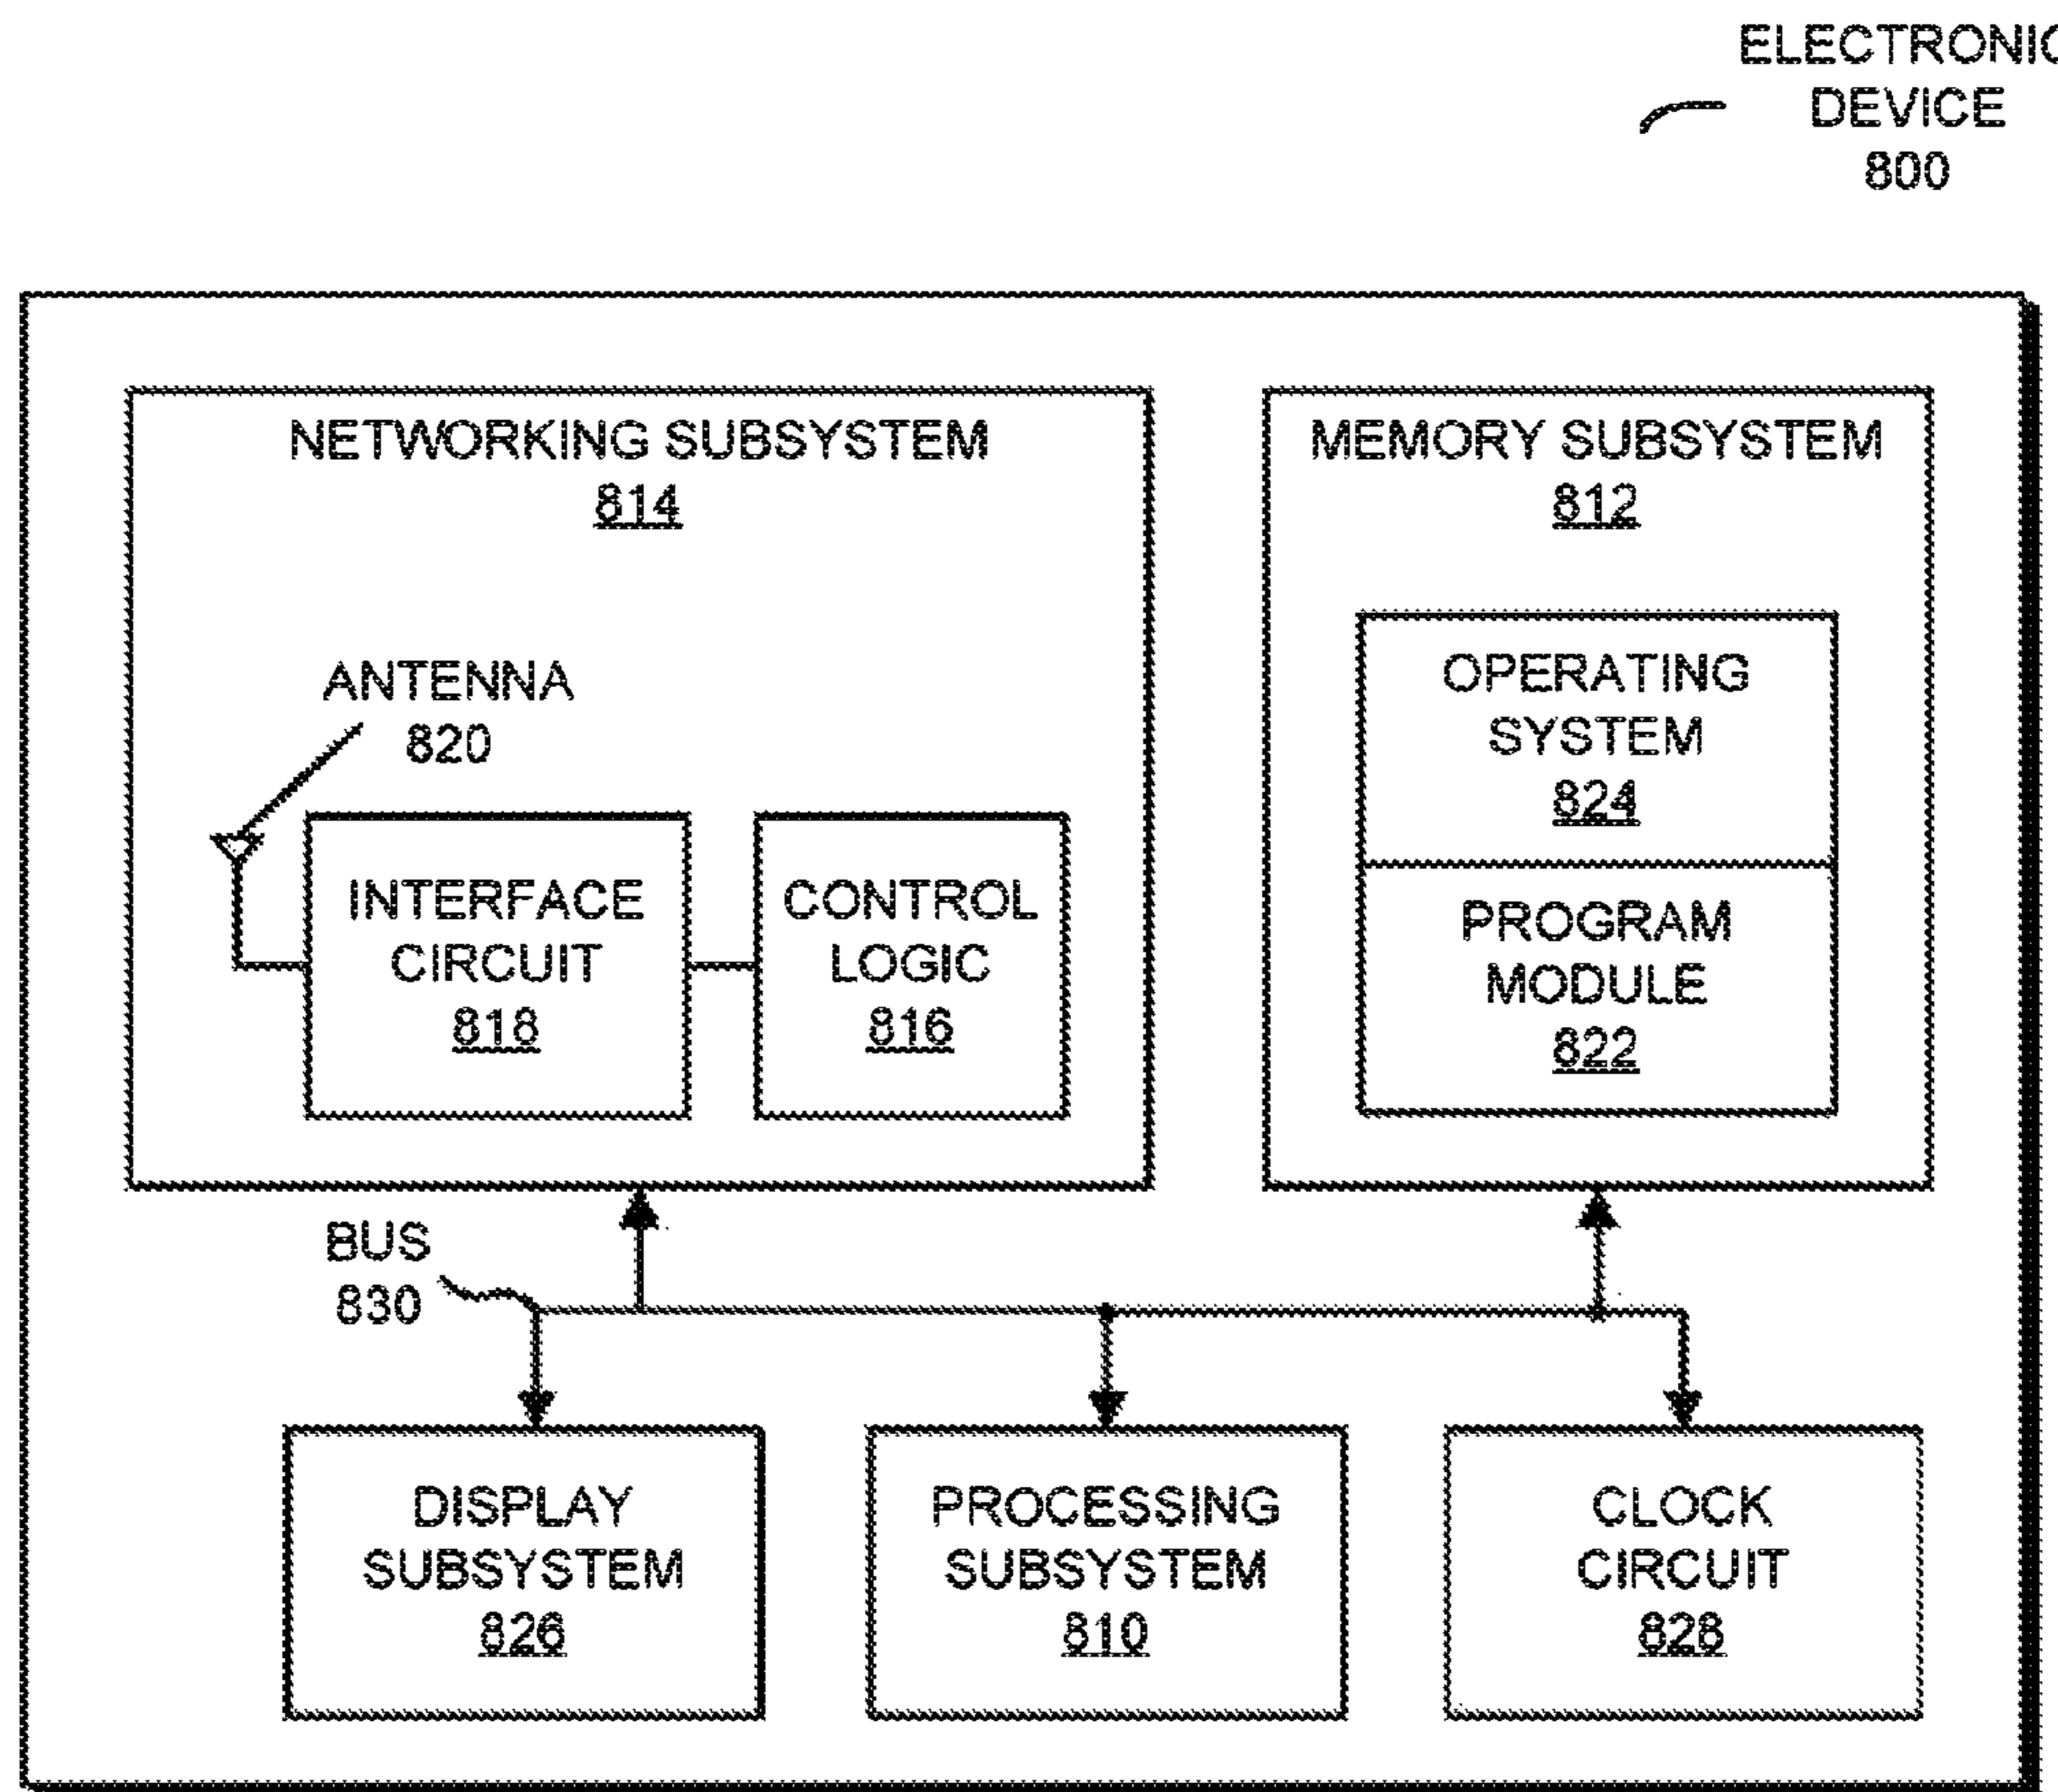 ELECTRONIC
DEVICE
800
NETWORKING SUBSYSTEM
814
MEMORY SUBSYSTEM
812
ANTENNA
820
INTERFACE
CIRCUIT
818
CONTROL
LOGIC
816
OPERATING
SYSTEM
824
PROGRAM
MODULE
822
BUS
830
DISPLAY
SUBSYSTEM
826
PROCESSING
SUBSYSTEM
810
CLOCK
CIRCUIT
828